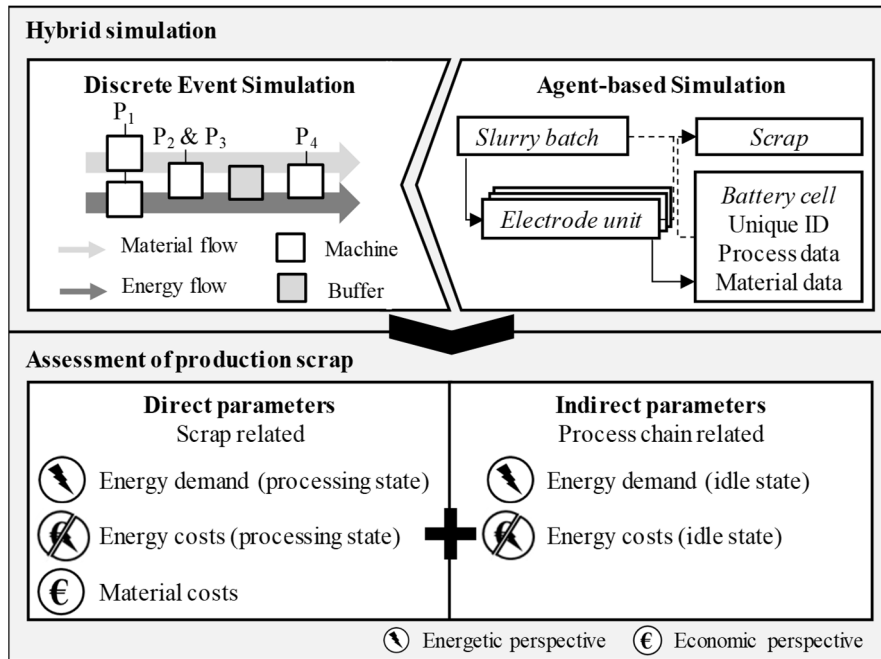 Hybrid simulation
Discrete Event Simulation
P1
P2 & P3
P4
Material flow
Machine
Energy flow
Buffer
Agent-based Simulation
Slurry batch
Scrap
Electrode unit
Battery cell
Unique ID
Process data
Material data
Assessment of production scrap
Direct parameters
Scrap related
Energy demand (processing state)
€ Energy costs (processing state)
€ Material costs
Indirect parameters
Process chain related
Energy demand (idle state)
€ Energy costs (idle state)
Energetic perspective
€ Economic perspective